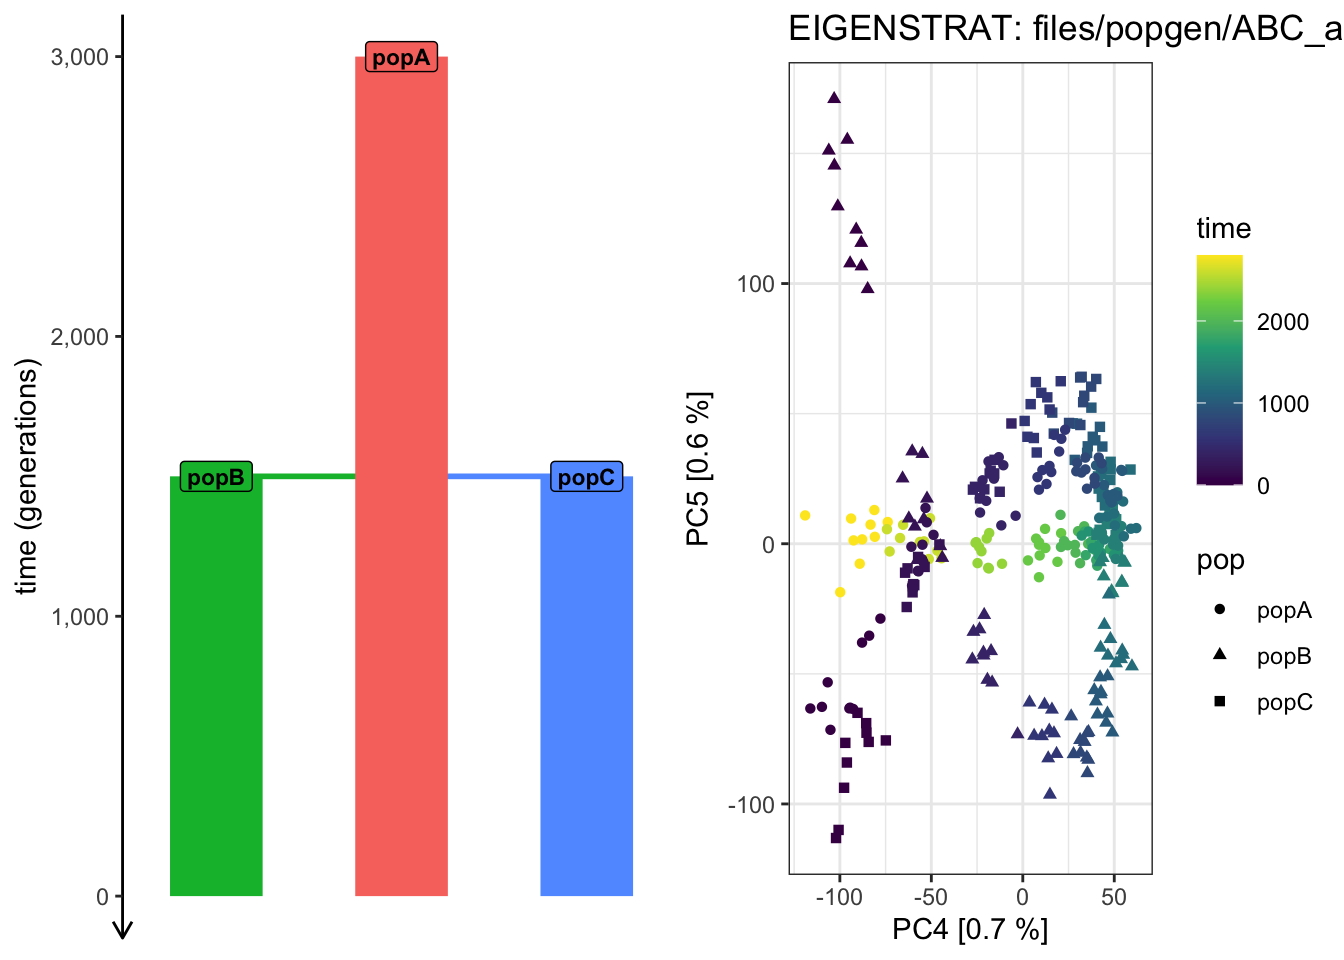 time (generations)
3,000
2,000
1,000
0
popA
popB
popC
EIGENSTRAT: files/popgen/ABC_a
PC5 [0.6 %]
100
0
-100
-100
-50
0
50
PC4 [0.7 %]
time
2000
1000
0
pop
popA
popB
popC